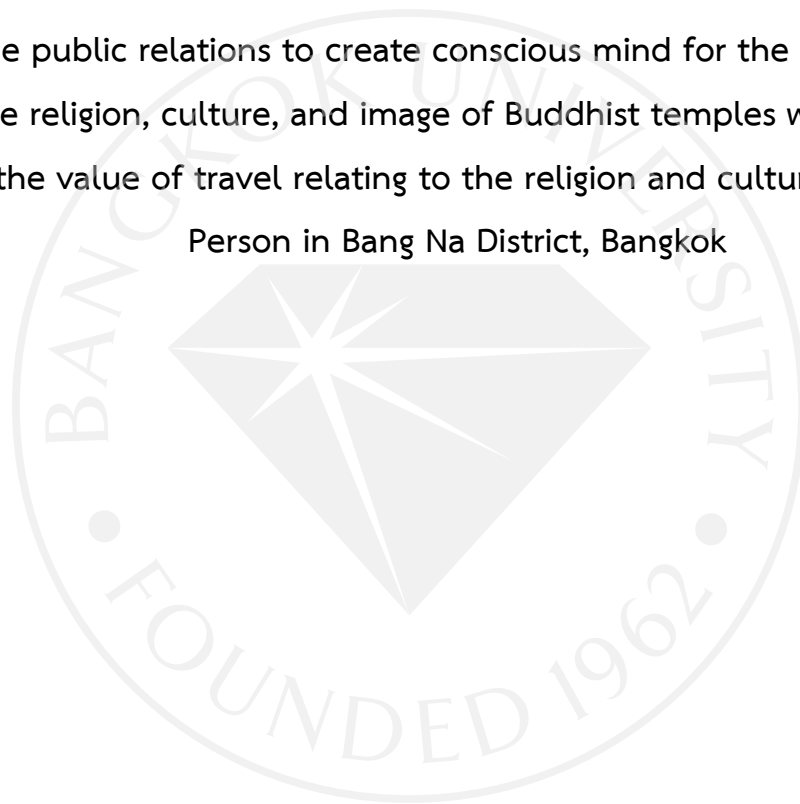 e public relations to create conscious mind for the
e religion, culture, and image of Buddhist temples w
the value of travel relating to the religion and cultur
Person in Bang Na District, Bangkok
BANGKOK UNIVERSITY
FOUNDED 1962